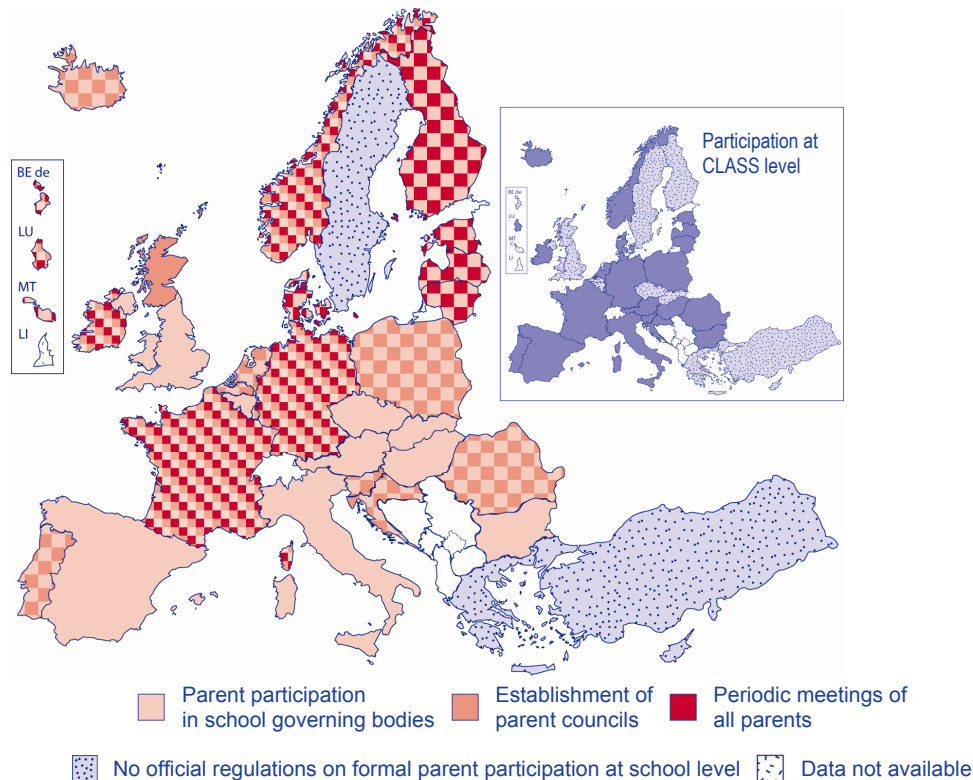 Participation at
CLASS level
BE de
LU
MT
LI
BE de
LU
MT
LI
Parent participation
in school governing bodies
Establishment of
parent councils
Periodic meetings of
all parents
No official regulations on formal parent participation at school level
Data not available